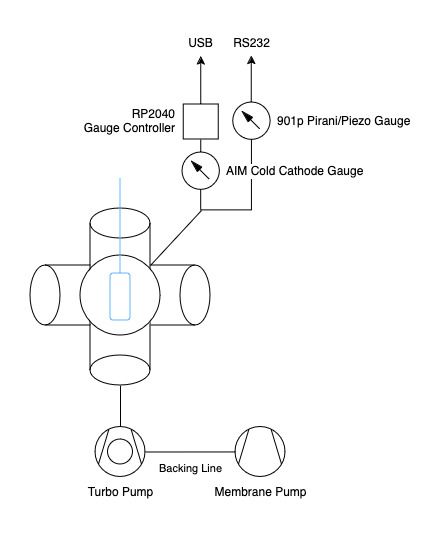 USB
RS232
RP2040
Gauge Controller
901p Pirani/Piezo Gauge
AIM Cold Cathode Gauge
Backing Line
Turbo Pump
Membrane Pump